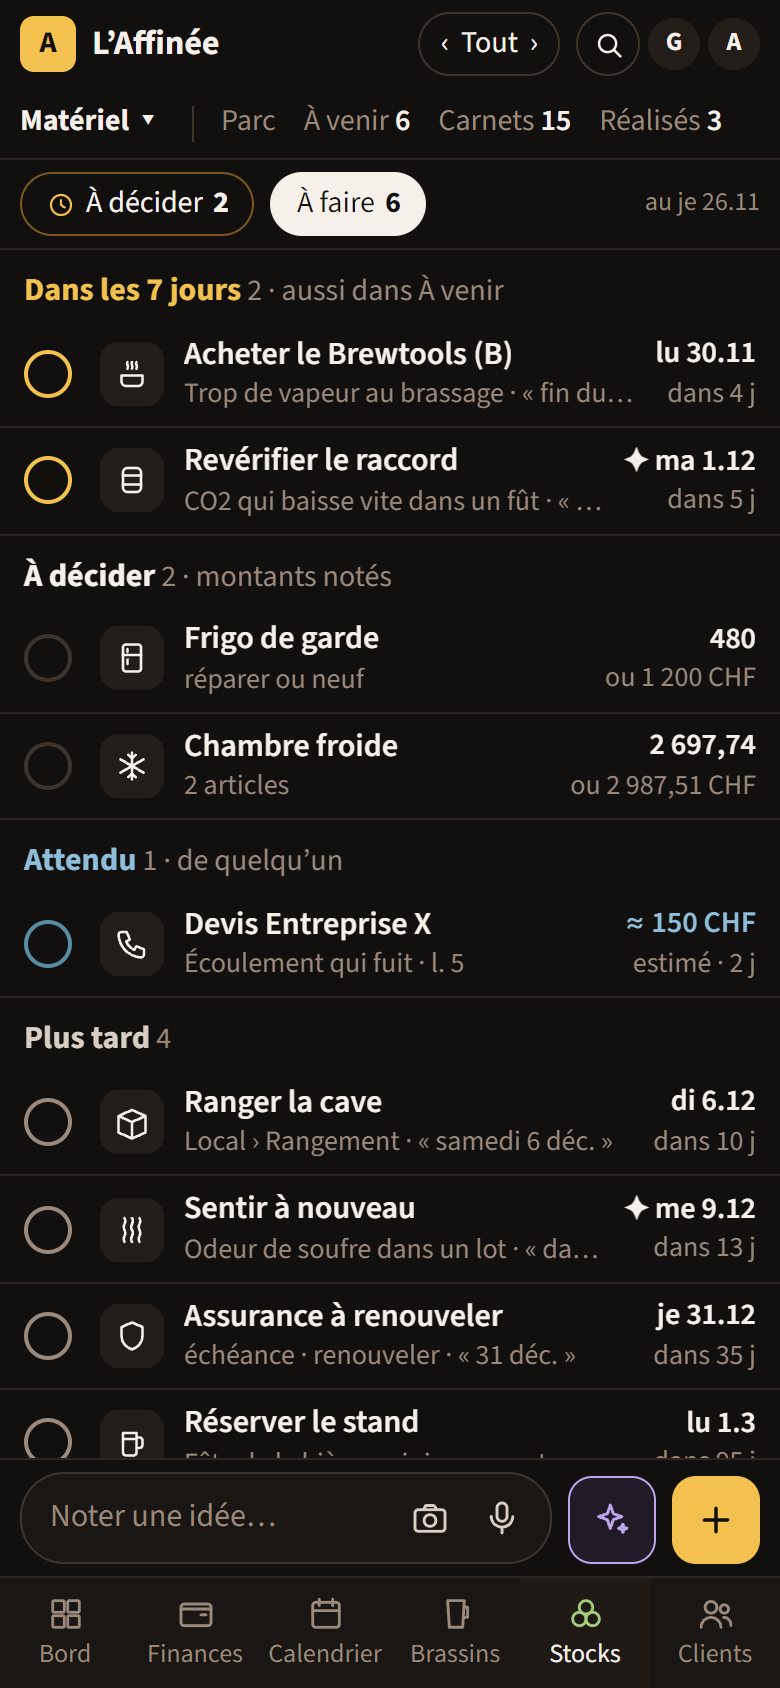 A L’Affinée ‹ Tout › G A
Matériel ▼ Parc À venir 6 Carnets 15 Réalisés 3
À décider 2 À faire 6 au je 26.11
Dans les 7 jours 2 · aussi dans À venir
Acheter le Brewtools (B) lu 30.11
Trop de vapeur au brassage · « fin du… dans 4 j
Revérifier le raccord ✦ ma 1.12
CO2 qui baisse vite dans un fût · « … dans 5 j
À décider 2 · montants notés
Frigo de garde 480
réparer ou neuf ou 1 200 CHF
Chambre froide 2 697,74
2 articles ou 2 987,51 CHF
Attendu 1 · de quelqu’un
Devis Entreprise X ≈ 150 CHF
Écoulement qui fuit · l. 5 estimé · 2 j
Plus tard 4
Ranger la cave di 6.12
Local › Rangement · « samedi 6 déc. » dans 10 j
Sentir à nouveau ✦ me 9.12
Odeur de soufre dans un lot · « da… dans 13 j
Assurance à renouveler je 31.12
échéance · renouveler · « 31 déc. » dans 35 j
Réserver le stand lu 1.3
dans 95 j
Noter une idée…
Bord Finances Calendrier Brassins Stocks Clients